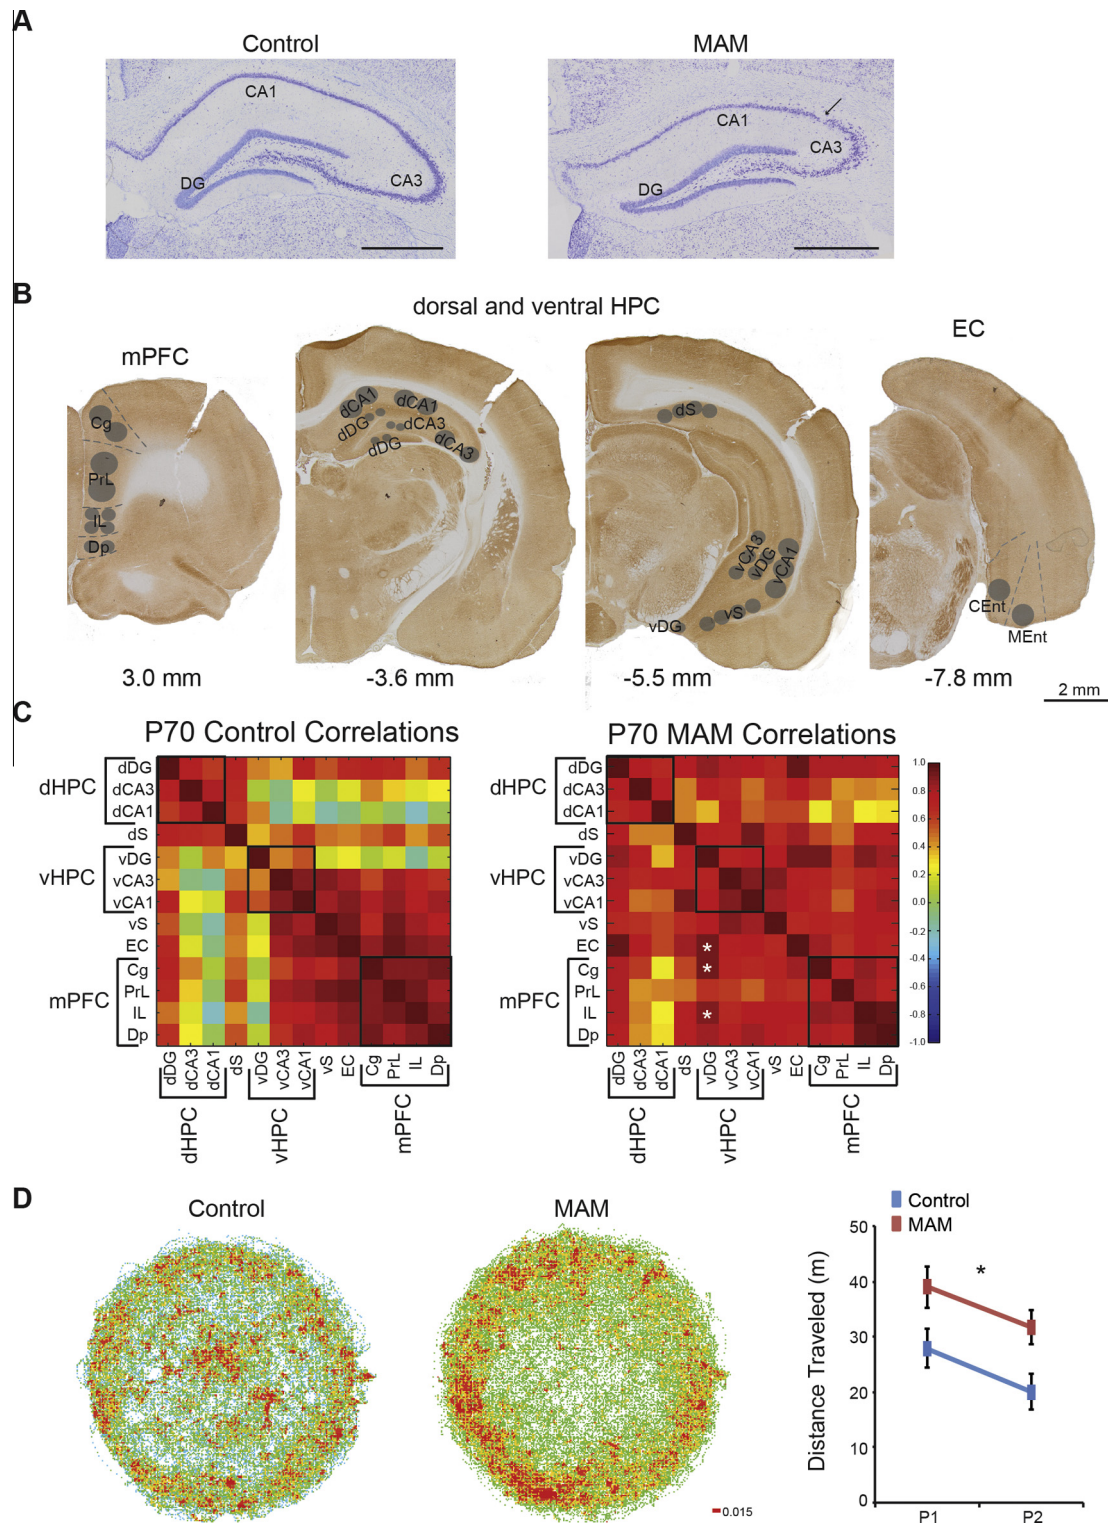 A
Control
MAM
CA1
CA3
DG
CA1
CA3
DG
B
dorsal and ventral HPC
mPFC
EC
Cg
PrL
IL
Dp
dCA1
dCA1
dDG
dCA3
dDG
dCA3
dS
vCA3
vDG
vCA1
vS
vDG
CEnt
MEnt
3.0 mm
-3.6 mm
-5.5 mm
-7.8 mm
2 mm
C
P70 Control Correlations
P70 MAM Correlations
dHPC
dDG
dCA3
dCA1
dS
vHPC
vDG
vCA3
vCA1
vS
EC
mPFC
Cg
PrL
IL
Dp
dDG
dCA3
dCA1
dS
vDG
vCA3
vCA1
vS
EC
Cg
PrL
IL
Dp
dHPC
vHPC
mPFC
dHPC
dDG
dCA3
dCA1
dS
vHPC
vDG
vCA3
vCA1
vS
EC
*
*
mPFC
Cg
PrL
IL
*
Dp
dDG
dCA3
dCA1
dS
vDG
vCA3
vCA1
vS
EC
Cg
PrL
IL
Dp
dHPC
vHPC
mPFC
1.0
0.8
0.6
0.4
0.2
0.0
-0.2
-0.4
-0.6
-0.8
-1.0
D
Control
MAM
0.015
Control
MAM
Distance Traveled (m)
50
40
30
20
10
0
*
P1
P2